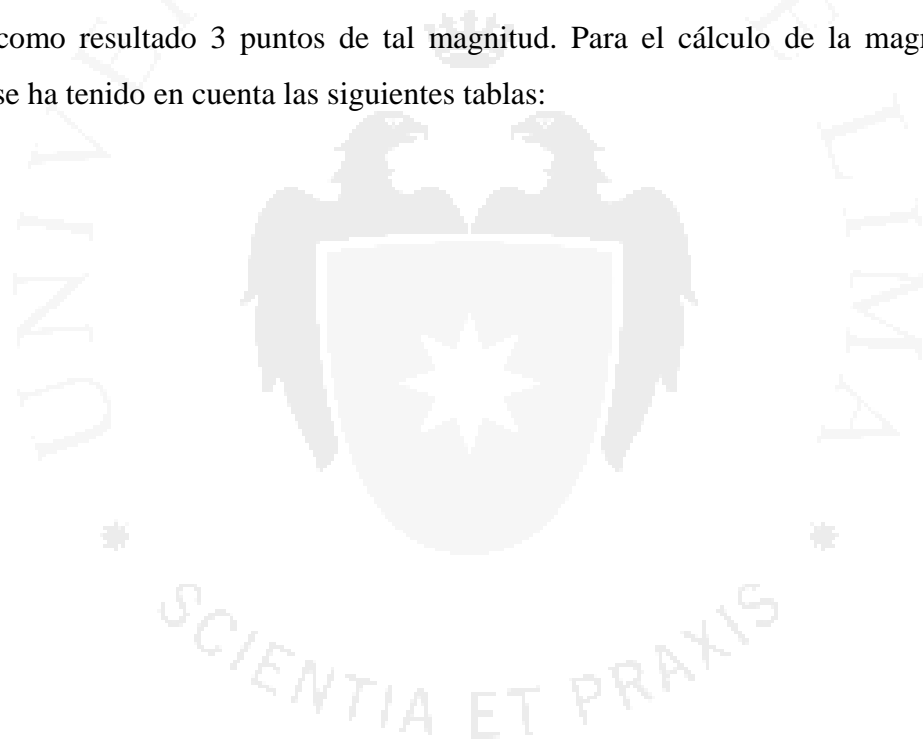 como resultado 3 puntos de tal magnitud. Para el cálculo de la
se ha tenido en cuenta las siguientes tablas:
LIMA
SCIENTIA ET PRAXIS